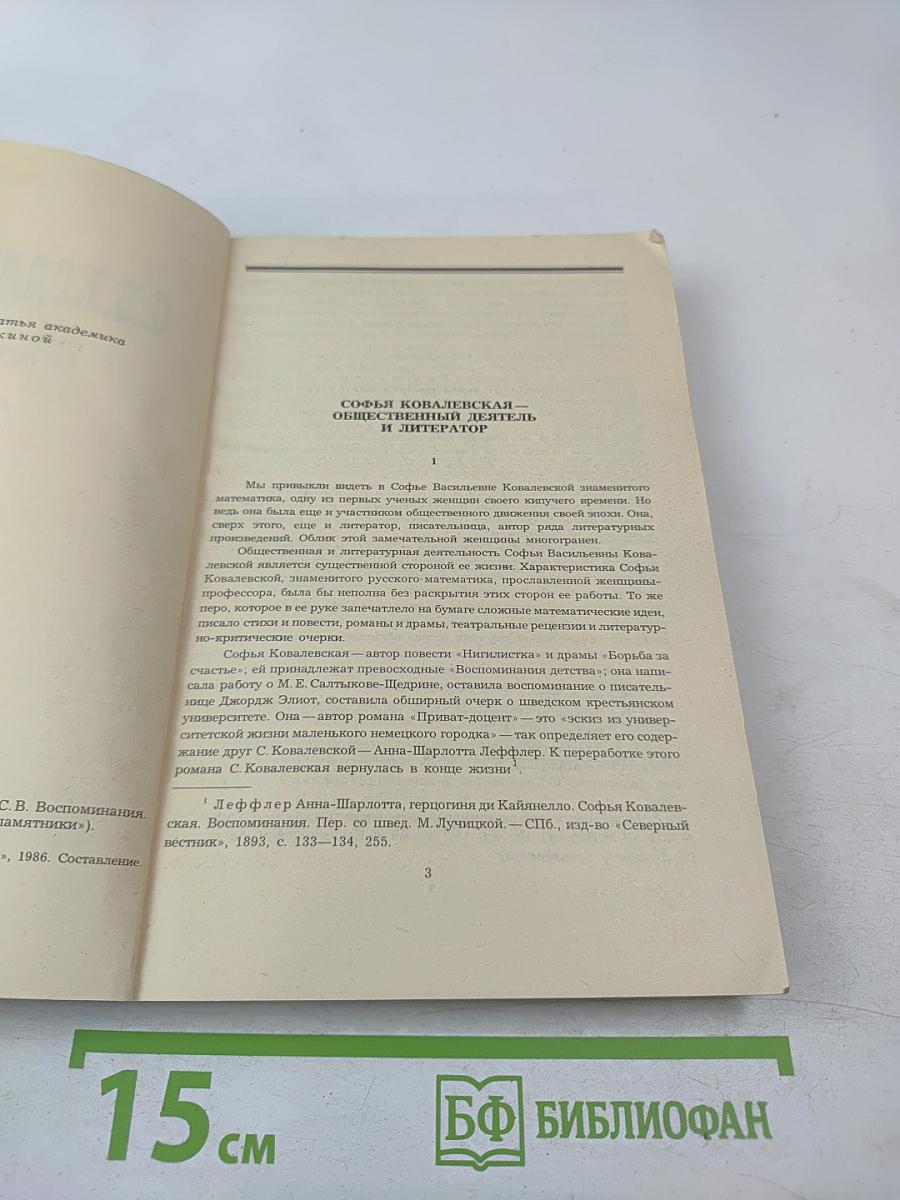 атья академика
киной
С. В. Воспоминания.
памятники»).
», 1986. Составление.
СОФЬЯ КОВАЛЕВСКАЯ —
ОБЩЕСТВЕННЫЙ ДЕЯТЕЛЬ
И ЛИТЕРАТОР
1
Мы привыкли видеть в Софье Васильевне Ковалевской знаменитого
математика, одну из первых ученых женщин своего кипучего времени. Но
ведь она была еще и участником общественного движения своей эпохи. Она,
сверх этого, еще и литератор, писательница, автор ряда литературных
произведений. Облик этой замечательной женщины многогранен.
Общественная и литературная деятельность Софьи Васильевны Кова-
левской является существенной стороной ее жизни. Характеристика Софьи
Ковалевской, знаменитого русского математика, прославленной женщины-
профессора, была бы неполна без раскрытия этих сторон ее работы. То же
перо, которое в ее руке запечатлело на бумаге сложные математические идеи,
писало стихи и повести, романы и драмы, театральные рецензии и литератур-
но-критические очерки.
Софья Ковалевская — автор повести «Нигилистка» и драмы «Борьба за
счастье»; ей принадлежат превосходные «Воспоминания детства»; она напи-
сала работу о М. Е. Салтыкове-Щедрине, оставила воспоминание о писатель-
нице Джордж Элиот, составила обширный очерк о шведском крестьянском
университете. Она — автор романа «Приват-доцент» — это «эскиз из универ-
ситетской жизни маленького немецкого городка» — так определяет его содер-
жание друг С. Ковалевской — Анна-Шарлотта Леффлер. К переработке этого
романа С. Ковалевская вернулась в конце жизни¹.
¹ Леффлер Анна-Шарлотта, герцогиня ди Кайянелло. Софья Ковалев-
ская. Воспоминания. Пер. со швед. М. Лучицкой. — СПб., изд-во «Северный
вестник», 1893, с. 133—134, 255.
3
15 см
БФ БИБЛИОФАН